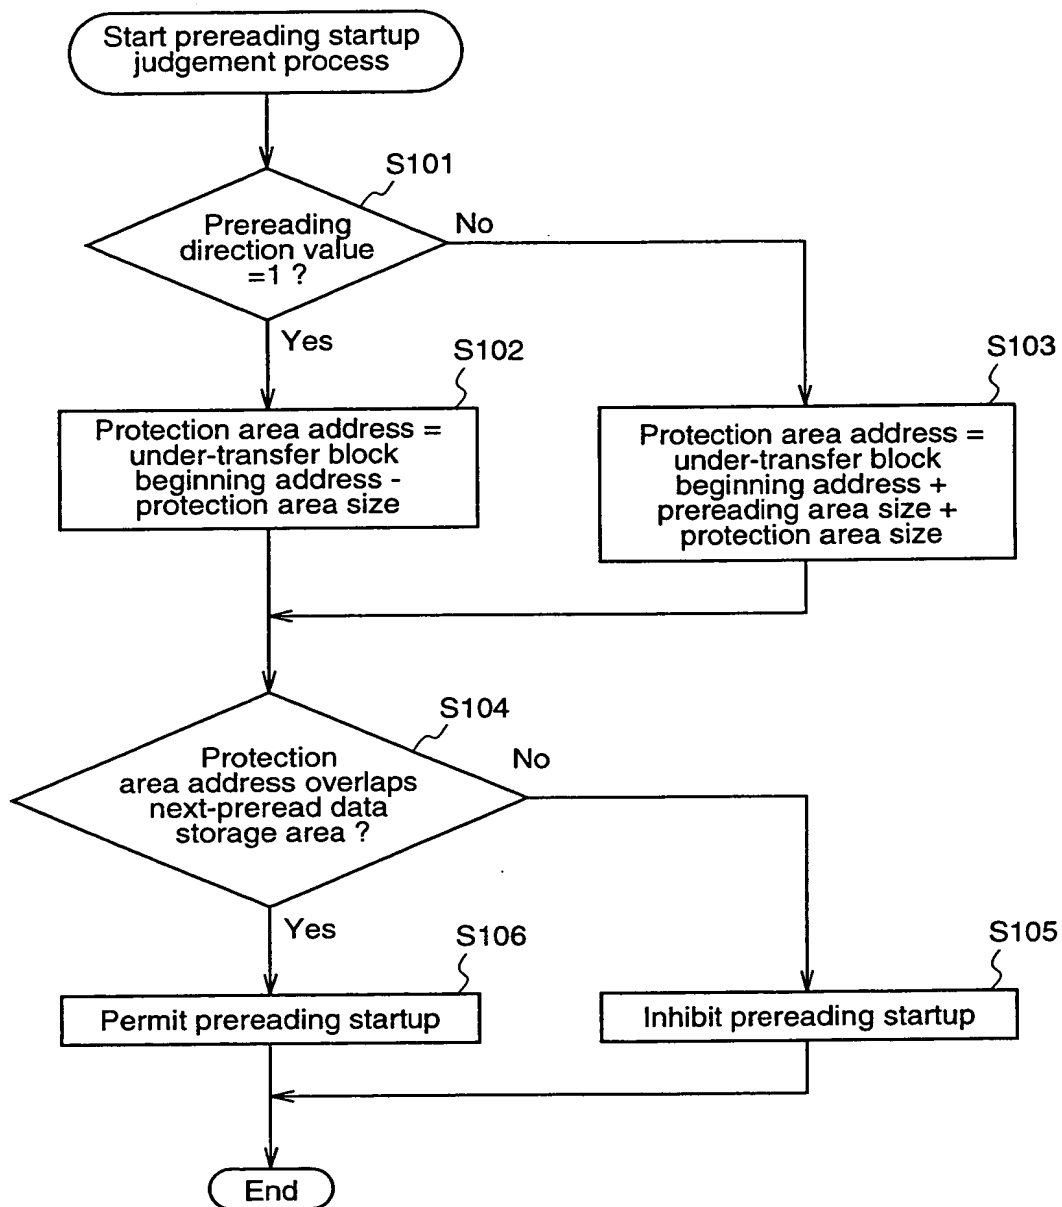 Start prereading startup
judgement process
S101
Prereading
direction value
=1 ?
No
Yes
S102
S103
Protection area address =
under-transfer block
beginning address -
protection area size
Protection area address =
under-transfer block
beginning address +
prereading area size +
protection area size
S104
Protection
area address overlaps
next-preread data
storage area ?
No
Yes
S106
S105
Permit prereading startup
Inhibit prereading startup
End